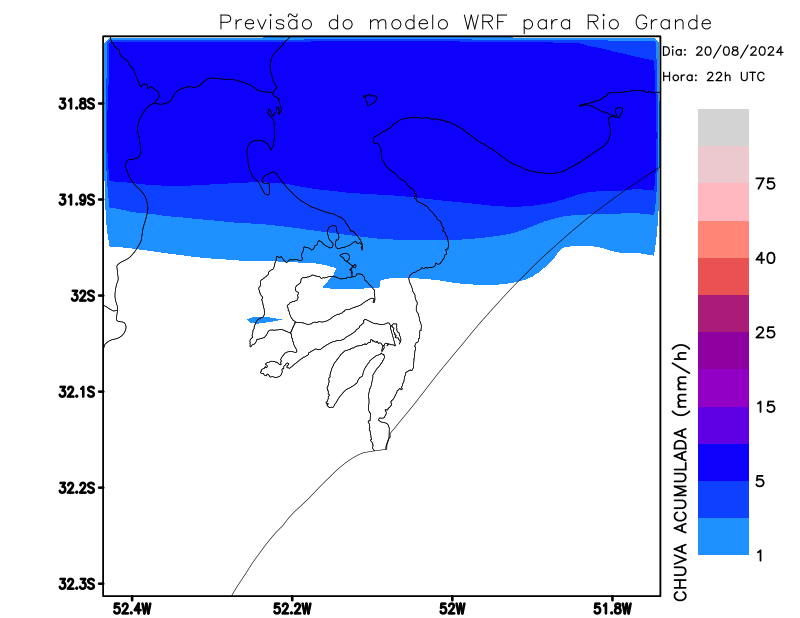 Previsão do modelo WRF para Rio Grande
Dia: 20/08/2024
Hora: 22h UTC
31.8S
31.9S
32S
32.1S
32.2S
32.3S
52.4W
52.2W
52W
51.8W
CHUVA ACUMULADA (mm/h)
75
40
25
15
5
1